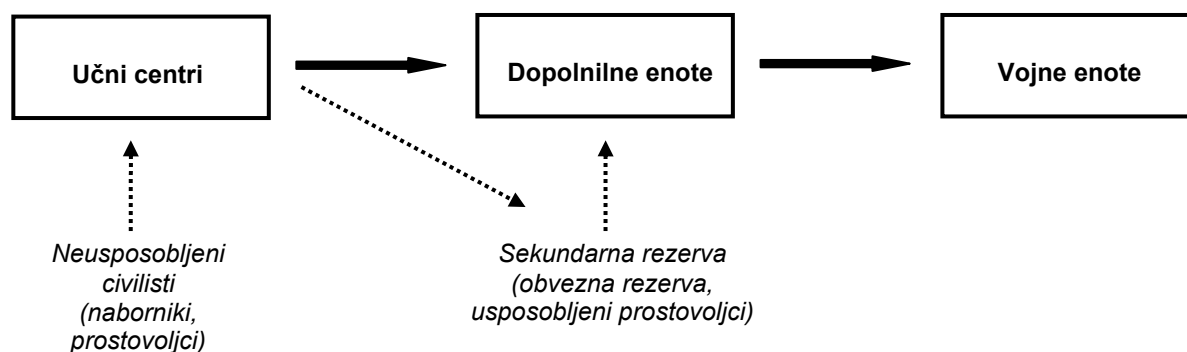 Učni centri
Dopolnilne enote
Vojne enote
Neusposobljeni
civilisti
(naborniki,
prostovoljci)
Sekundarna rezerva
(obvezna rezerva,
usposobljeni prostovoljci)